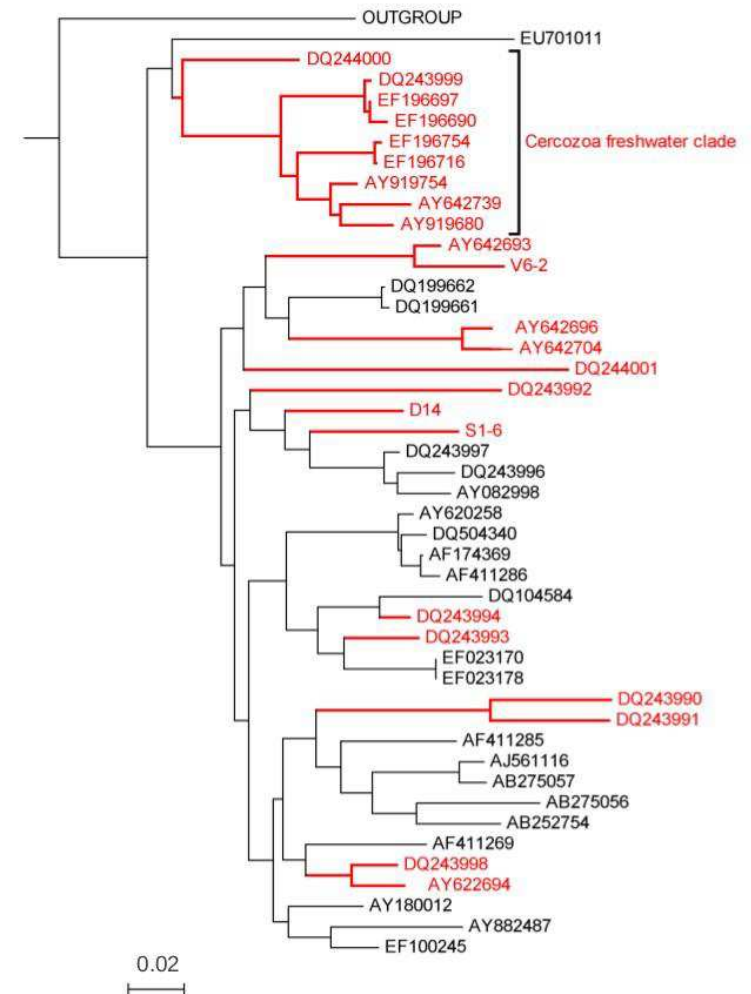 OUTGROUP
EU701011
DQ244000
DQ243999
EF196697
EF196690
EF196754
EF196716
Cercozoa freshwater clade
AY919754
AY642739
AY919680
AY642693
V6-2
DQ199662
DQ199661
AY642696
AY642704
DQ244001
DQ243992
D14
S1-6
DQ243997
DQ243996
AY082998
AY620258
DQ504340
AF174369
AF411286
DQ104584
DQ243994
DQ243993
EF023170
EF023178
DQ243990
DQ243991
AF411285
AJ561116
AB275057
AB275056
AB252754
AF411269
DQ243998
AY622694
AY180012
AY882487
EF100245
0.02